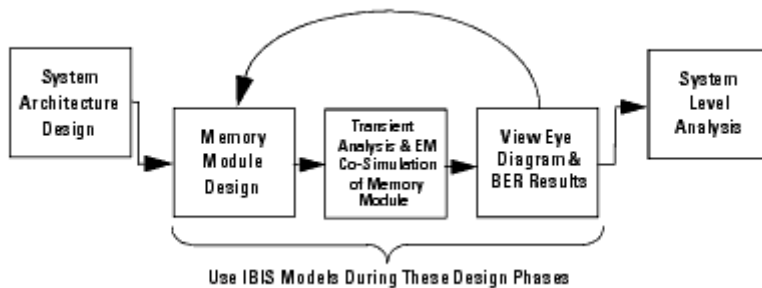 System
Architecture
Design
Memory
Module
Design
Transient
Analysis & EM
Co-Simulation
of Memory
Module
View Eye
Diagram &
BER Results
System
Level
Analysis
Use IBIS Models During These Design Phases